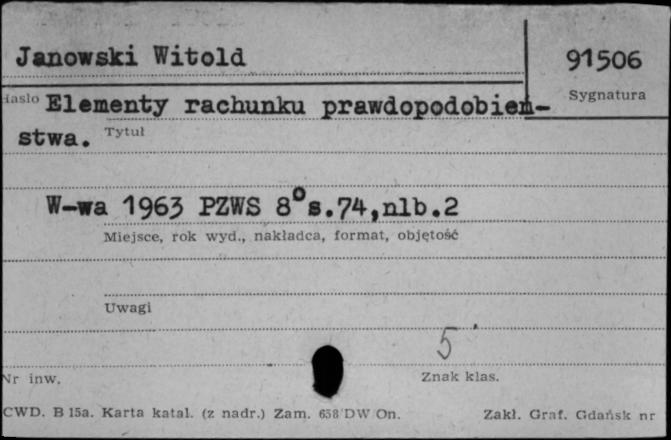 Janowski Witold
91506
Hasło
Sygnatura
Elementy rachunku prawdopodobień-
stwa.
Tytuł
W-wa 1963 PZWS 8° s.74,nlb.2
Miejsce, rok wyd., nakładca, format, objętość
Uwagi
5
Nr inw.
Znak klas.
CWD. B 15a. Karta katal. (z nadr.) Zam. 658 DW On.
Zakł. Graf. Gdańsk nr